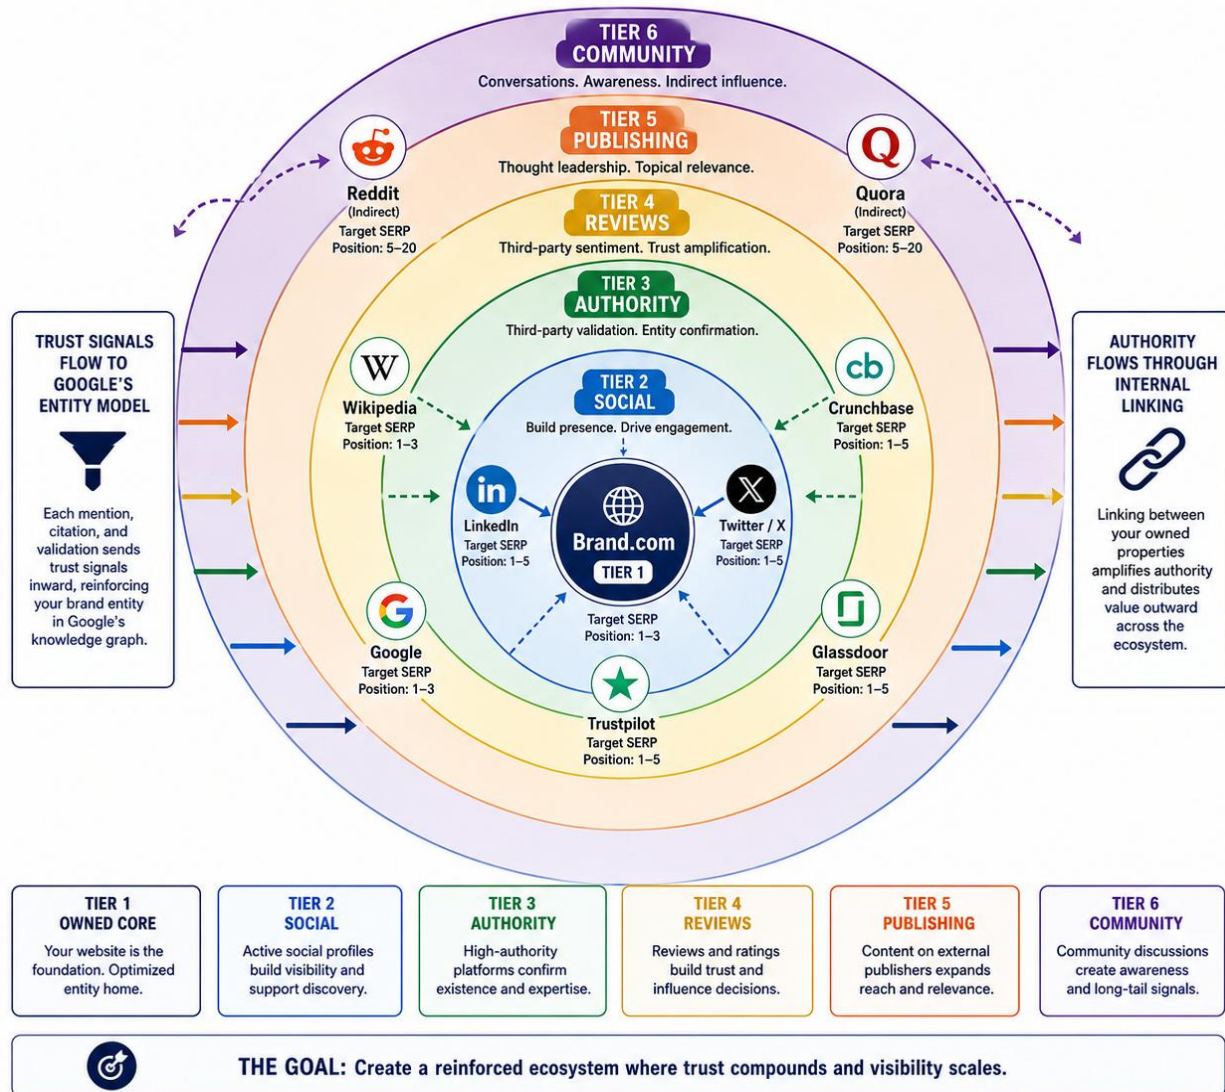 TIER 6
COMMUNITY
Conversations. Awareness. Indirect influence.
TIER 5
PUBLISHING
Thought leadership. Topical relevance.
Reddit
(Indirect)
Target SERP
Position: 5–20
Q
Quora
(Indirect)
Target SERP
Position: 5–20
TIER 4
REVIEWS
Third-party sentiment. Trust amplification.
TIER 3
AUTHORITY
Third-party validation. Entity confirmation.
TRUST SIGNALS
FLOW TO
GOOGLE'S
ENTITY MODEL
Each mention,
citation, and
validation sends
trust signals
inward, reinforcing
your brand entity
in Google's
knowledge graph.
W
Wikipedia
Target SERP
Position: 1–3
cb
Crunchbase
Target SERP
Position: 1–5
AUTHORITY
FLOWS THROUGH
INTERNAL
LINKING
Linking between
your owned
properties
amplifies authority
and distributes
value outward
across the
ecosystem.
TIER 2
SOCIAL
Build presence. Drive engagement.
in
LinkedIn
Target SERP
Position: 1–5
Brand.com
TIER 1
Target SERP
Position: 1–3
X
Twitter / X
Target SERP
Position: 1–5
G
Google
Target SERP
Position: 1–3
Trustpilot
Target SERP
Position: 1–5
Glassdoor
Target SERP
Position: 1–5
TIER 1
OWNED CORE
Your website is the
foundation. Optimized
entity home.
TIER 2
SOCIAL
Active social profiles
build visibility and
support discovery.
TIER 3
AUTHORITY
High-authority
platforms confirm
existence and expertise.
TIER 4
REVIEWS
Reviews and ratings
build trust and
influence decisions.
TIER 5
PUBLISHING
Content on external
publishers expands
reach and relevance.
TIER 6
COMMUNITY
Community discussions
create awareness
and long-tail signals.
THE GOAL: Create a reinforced ecosystem where trust compounds and visibility scales.